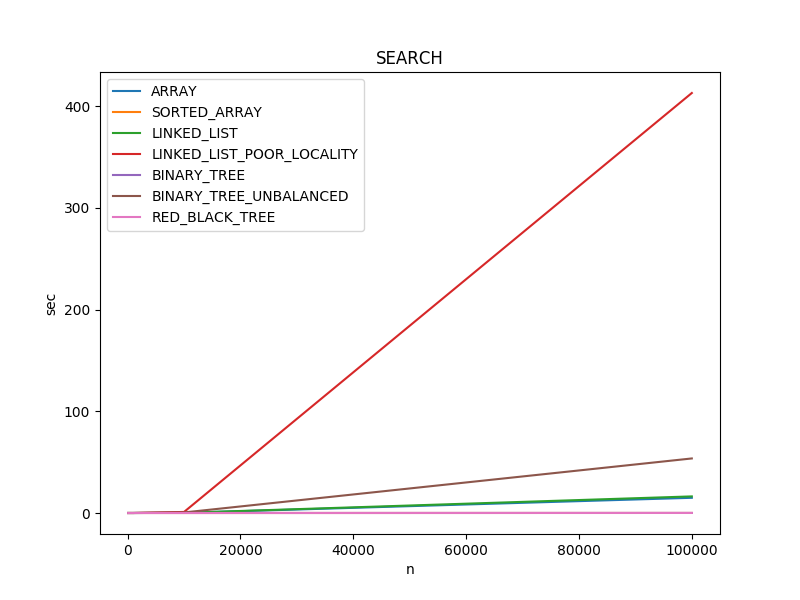 SEARCH
ARRAY
SORTED_ARRAY
LINKED_LIST
LINKED_LIST_POOR_LOCALITY
BINARY_TREE
BINARY_TREE_UNBALANCED
RED_BLACK_TREE
400
300
200
100
0
sec
0 20000 40000 60000 80000 100000
n